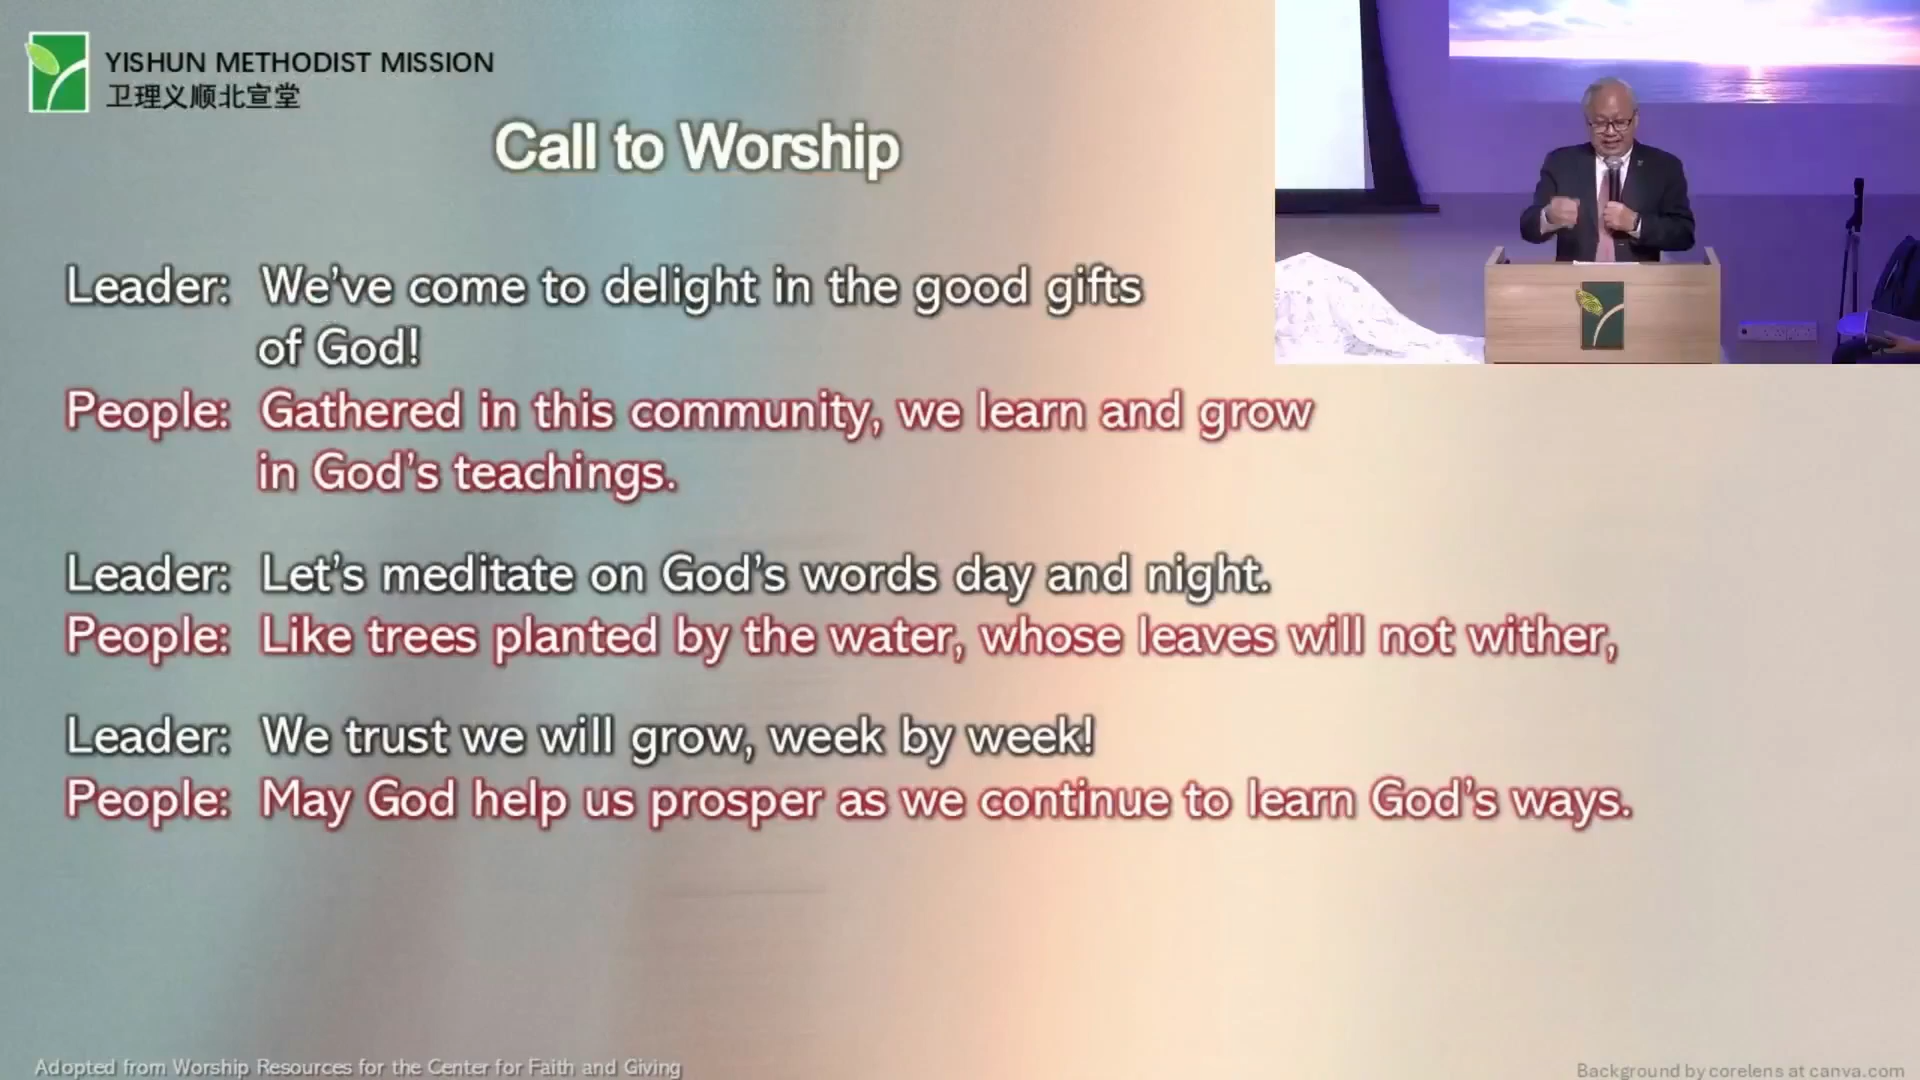 YISHUN METHODIST MISSION
卫理义顺北宣堂
Call to Worship
Leader: We've come to delight in the good gifts
of God!
People: Gathered in this community, we learn and grow
in God's teachings.
Leader: Let's meditate on God's words day and night.
People: Like trees planted by the water, whose leaves will not wither,
Leader: We trust we will grow, week by week!
People: May God help us prosper as we continue to learn God's ways.
Adopted from Worship Resources for the Center for Faith and Giving
Background by corelens at canva.com